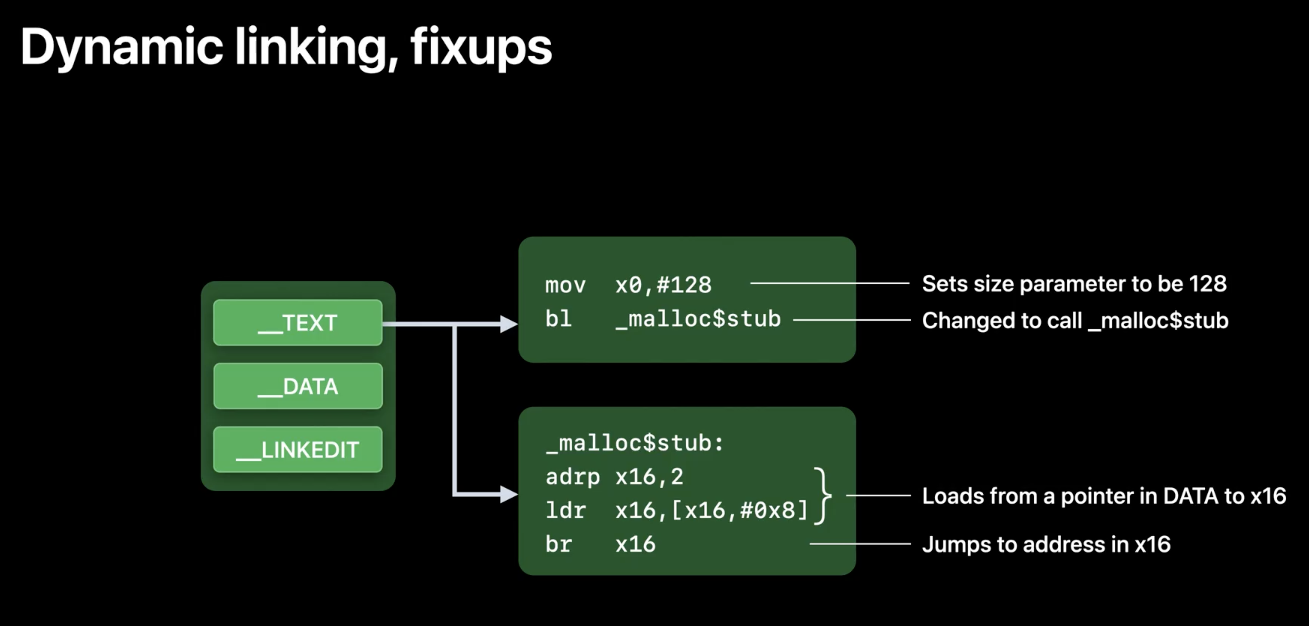 Dynamic linking, fixups
__TEXT
__DATA
__LINKEDIT
mov x0,#128
bl _malloc$stub
Sets size parameter to be 128
Changed to call _malloc$stub
_malloc$stub:
adrp x16,2
ldr x16,[x16,#0x8]
br x16
Loads from a pointer in DATA to x16
Jumps to address in x16